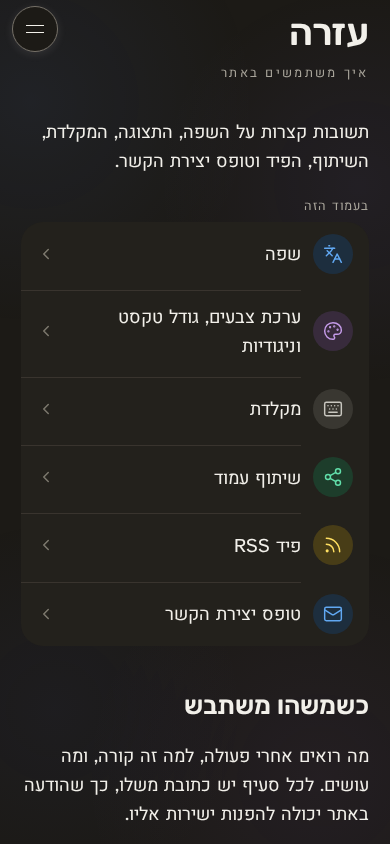 עזרה
איך משתמשים באתר
תשובות קצרות על השפה, התצוגה, המקלדת,
השיתוף, הפיד וטופס יצירת הקשר.
בעמוד הזה
שפה
ערכת צבעים, גודל טקסט
וניגודיות
מקלדת
שיתוף עמוד
פיד RSS
טופס יצירת הקשר
כשמשהו משתבש
מה רואים אחרי פעולה, למה זה קורה, ומה
עושים. לכל סעיף יש כתובת משלו, כך שהודעה
באתר יכולה להפנות ישירות אליו.